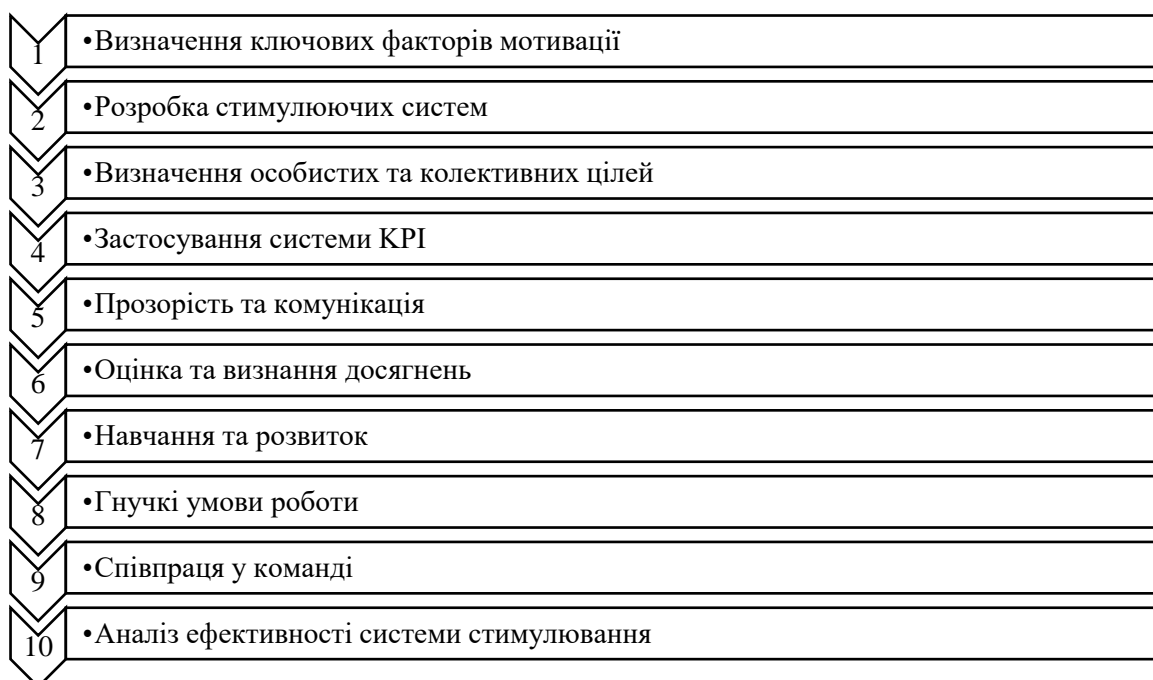 1
•Визначення ключових факторів мотивації
2
•Розробка стимулюючих систем
3
•Визначення особистих та колективних цілей
4
•Застосування системи KPI
5
•Прозорість та комунікація
6
•Оцінка та визнання досягнень
7
•Навчання та розвиток
8
•Гнучкі умови роботи
9
•Співпраця у команді
10
•Аналіз ефективності системи стимулювання